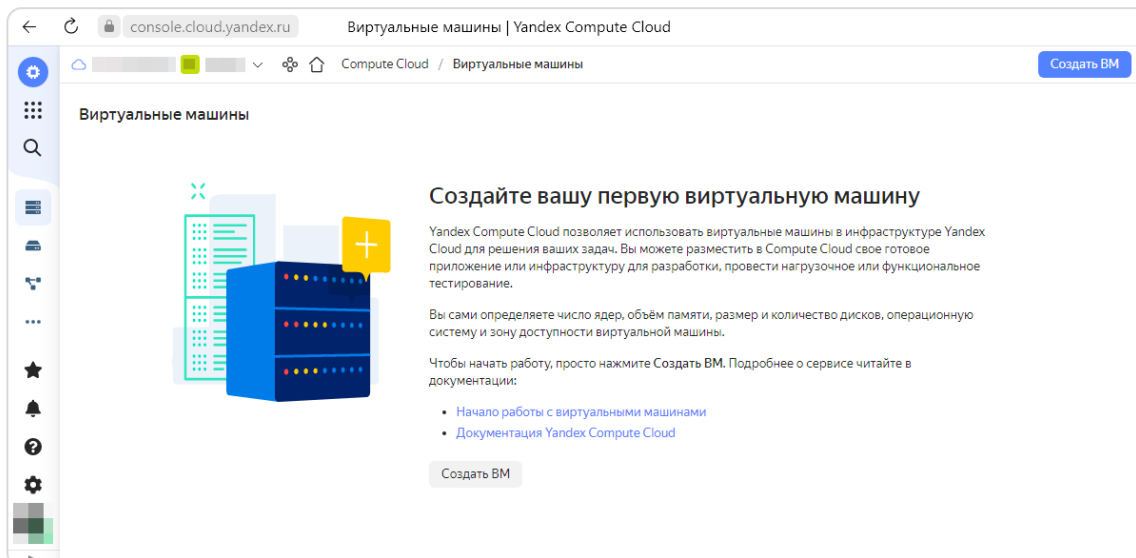 console.cloud.yandex.ru Виртуальные машины | Yandex Compute Cloud
Compute Cloud / Виртуальные машины Создать ВМ
Виртуальные машины
Создайте вашу первую виртуальную машину
Yandex Compute Cloud позволяет использовать виртуальные машины в инфраструктуре Yandex
Cloud для решения ваших задач. Вы можете разместить в Compute Cloud свое готовое
приложение или инфраструктуру для разработки, провести нагрузочное или функциональное
тестирование.
Вы сами определяете число ядер, объём памяти, размер и количество дисков, операционную
систему и зону доступности виртуальной машины.
Чтобы начать работу, просто нажмите Создать ВМ. Подробнее о сервисе читайте в
документации:
• Начало работы с виртуальными машинами
• Документация Yandex Compute Cloud
Создать ВМ